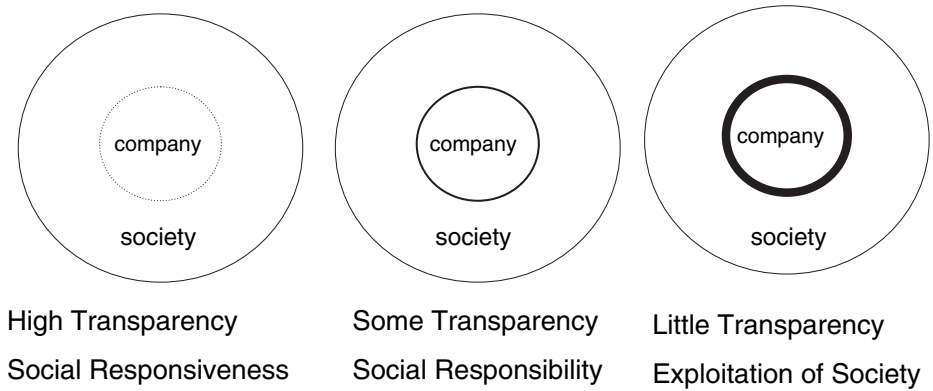 company
society
High Transparency
Social Responsiveness
company
society
Some Transparency
Social Responsibility
company
society
Little Transparency
Exploitation of Society